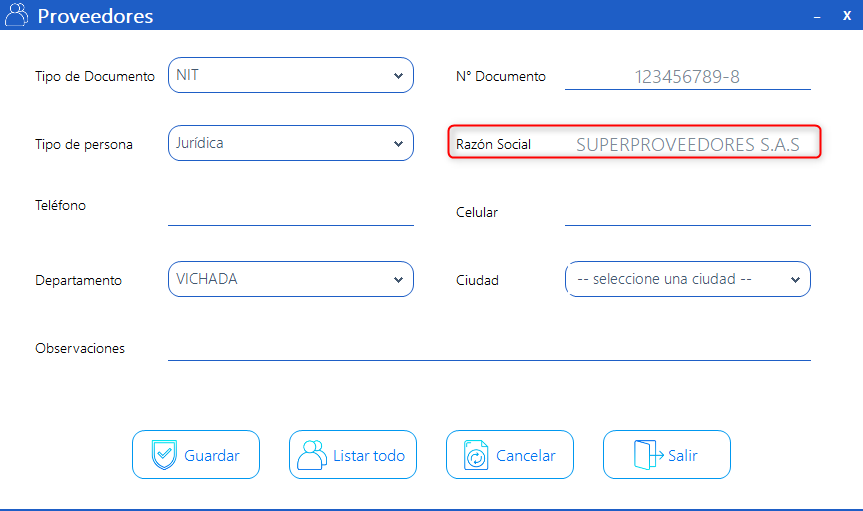 Proveedores
Tipo de Documento NIT N° Documento 123456789-8
Tipo de persona Jurídica Razón Social SUPERPROVEEDORES S.A.S
Teléfono Celular
Departamento VICHADA Ciudad -- seleccione una ciudad --
Observaciones
Guardar Listar todo Cancelar Salir